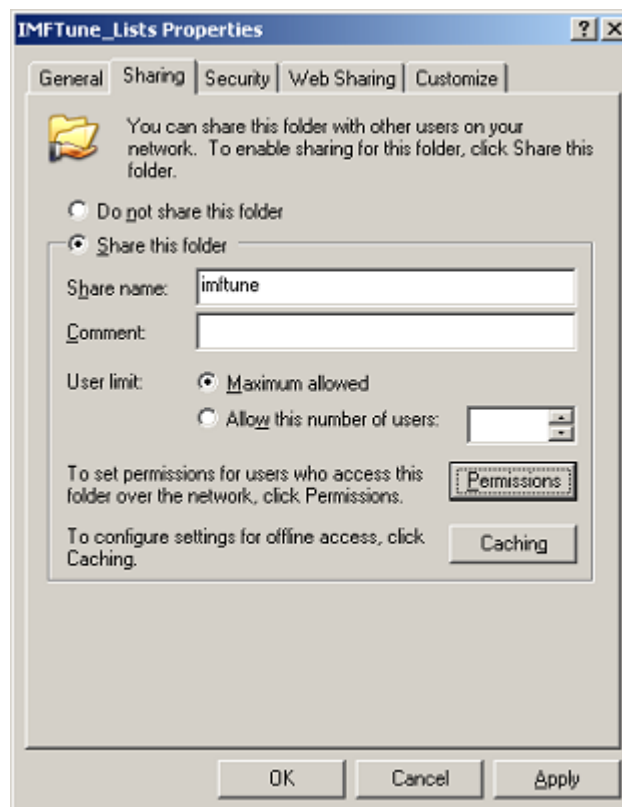 IMFTune_Lists Properties
General Sharing Security Web Sharing Customize
You can share this folder with other users on your
network. To enable sharing for this folder, click Share this
folder.
Do not share this folder
Share this folder
Share name: imftune
Comment:
User limit: Maximum allowed
Allow this number of users:
To set permissions for users who access this
folder over the network, click Permissions.
Permissions
To configure settings for offline access, click
Caching.
Caching
OK Cancel Apply